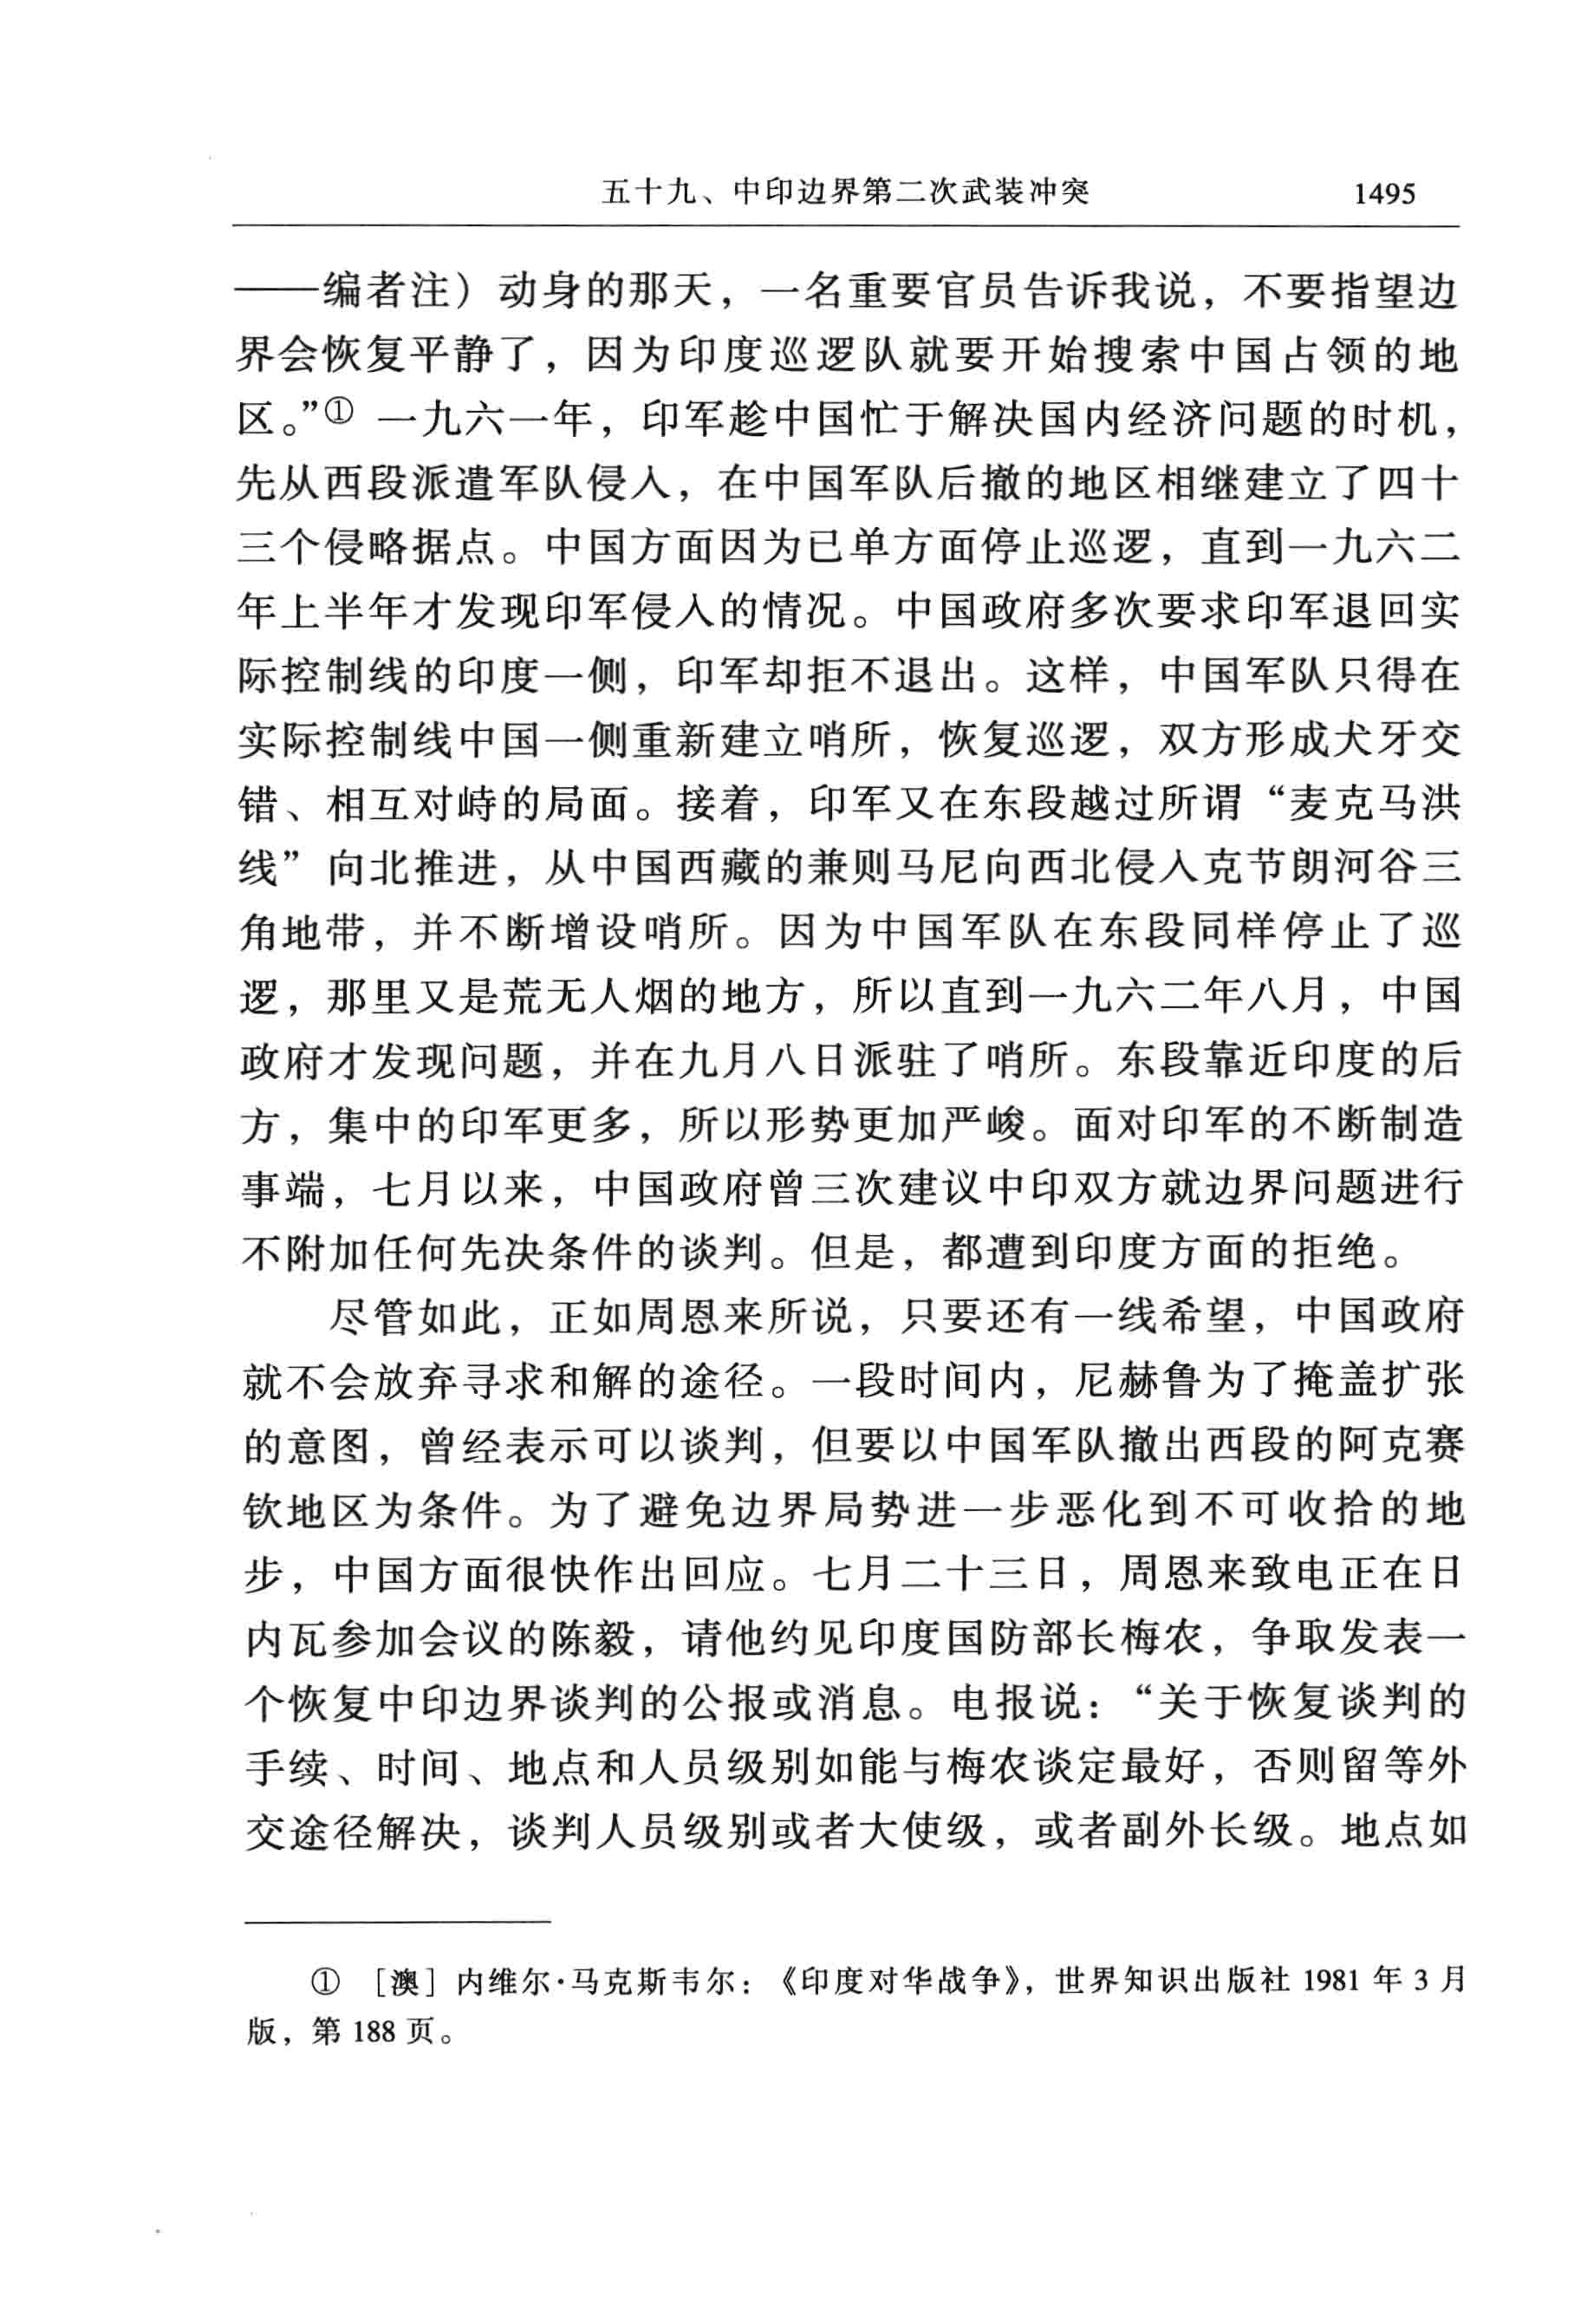 五十九、中印边界第二次武装冲突 1495
——编者注）动身的那天，一名重要官员告诉我说，不要指望边
界会恢复平静了，因为印度巡逻队就要开始搜索中国占领的地
区。”① 一九六一年，印军趁中国忙于解决国内经济问题的时机，
先从西段派遣军队侵入，在中国军队后撤的地区相继建立了四十
三个侵略据点。中国方面因为已单方面停止巡逻，直到一九六二
年上半年才发现印军侵入的情况。中国政府多次要求印军退回实
际控制线的印度一侧，印军却拒不退出。这样，中国军队只得在
实际控制线中国一侧重新建立哨所，恢复巡逻，双方形成犬牙交
错、相互对峙的局面。接着，印军又在东段越过所谓“麦克马洪
线”向北推进，从中国西藏的兼则马尼向西北侵入克节朗河谷三
角地带，并不断增设哨所。因为中国军队在东段同样停止了巡
逻，那里又是荒无人烟的地方，所以直到一九六二年八月，中国
政府才发现问题，并在九月八日派驻了哨所。东段靠近印度的后
方，集中的印军更多，所以形势更加严峻。面对印军的不断制造
事端，七月以来，中国政府曾三次建议中印双方就边界问题进行
不附加任何先决条件的谈判。但是，都遭到印度方面的拒绝。
尽管如此，正如周恩来所说，只要还有一线希望，中国政府
就不会放弃寻求和解的途径。一段时间内，尼赫鲁为了掩盖扩张
的意图，曾经表示可以谈判，但要以中国军队撤出西段的阿克赛
钦地区为条件。为了避免边界局势进一步恶化到不可收拾的地
步，中国方面很快作出回应。七月二十三日，周恩来致电正在日
内瓦参加会议的陈毅，请他约见印度国防部长梅农，争取发表一
个恢复中印边界谈判的公报或消息。电报说：“关于恢复谈判的
手续、时间、地点和人员级别如能与梅农谈定最好，否则留等外
交途径解决，谈判人员级别或者大使级，或者副外长级。地点如
① ［澳］内维尔·马克斯韦尔：《印度对华战争》，世界知识出版社 1981 年 3 月
版，第 188 页。